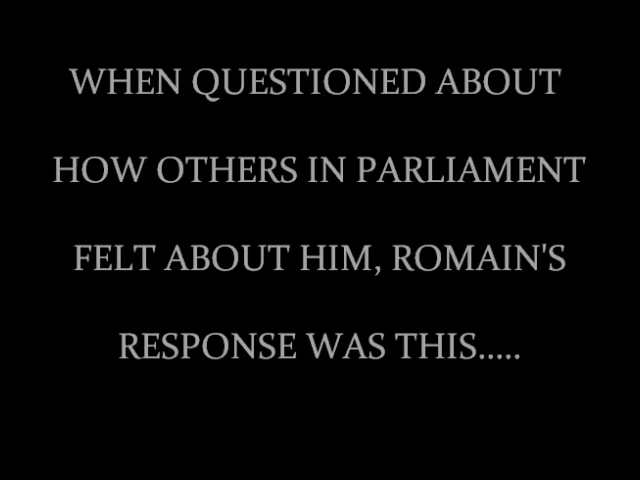 WHEN QUESTIONED ABOUT
HOW OTHERS IN PARLIAMENT
FELT ABOUT HIM, ROMAIN'S
RESPONSE WAS THIS.....